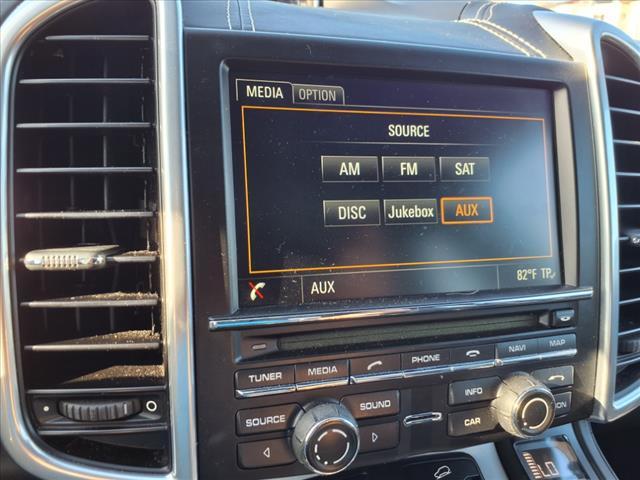 MEDIA OPTION
SOURCE
AM FM SAT
DISC Jukebox AUX
AUX 82°F TP
TUNER MEDIA PHONE NAVI MAP
SOURCE SOUND INFO
CAR